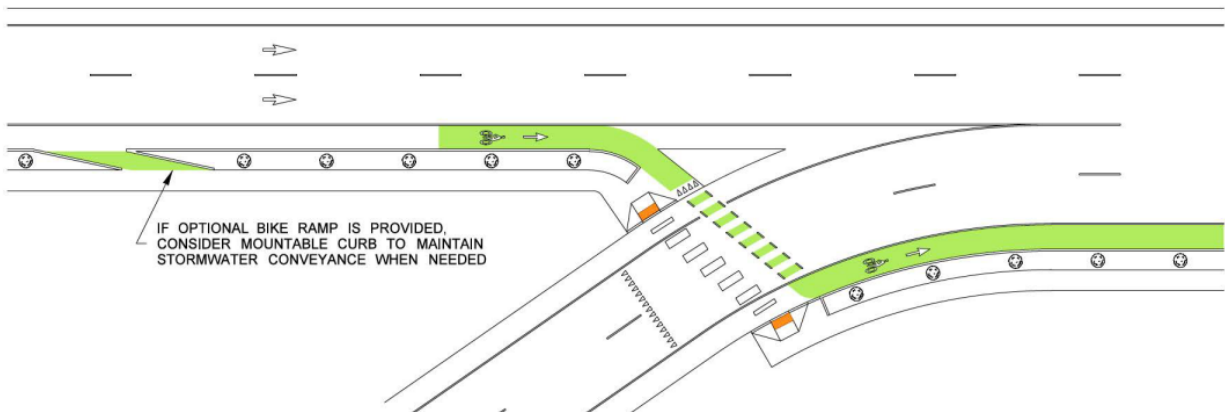 IF OPTIONAL BIKE RAMP IS PROVIDED,
CONSIDER MOUNTABLE CURB TO MAINTAIN
STORMWATER CONVEYANCE WHEN NEEDED